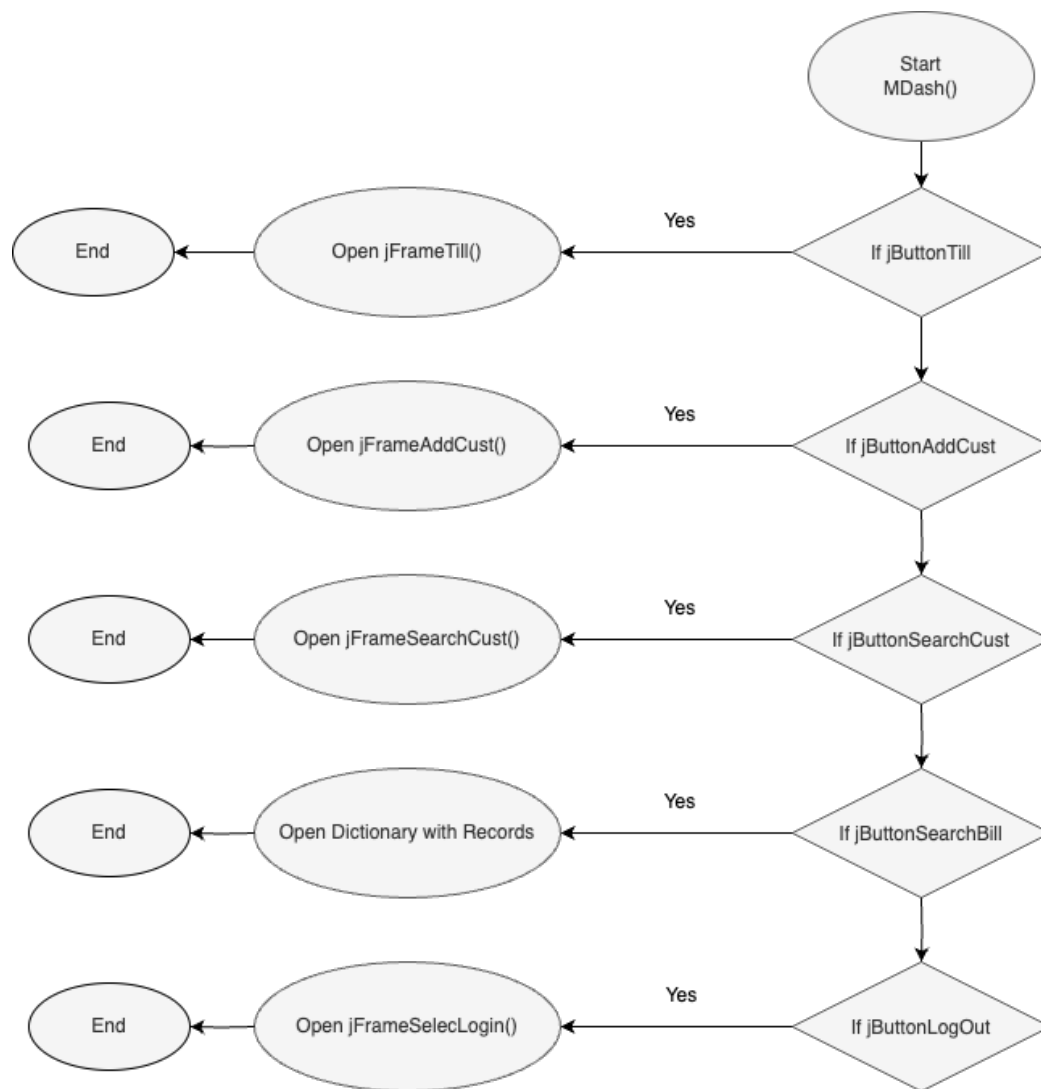 Start
MDash()
Yes
End
Open jFrameTill()
If jButtonTill
Yes
End
Open jFrameAddCust()
If jButtonAddCust
Yes
End
Open jFrameSearchCust()
If jButtonSearchCust
Yes
End
Open Dictionary with Records
If jButtonSearchBill
Yes
End
Open jFrameSelecLogin()
If jButtonLogOut